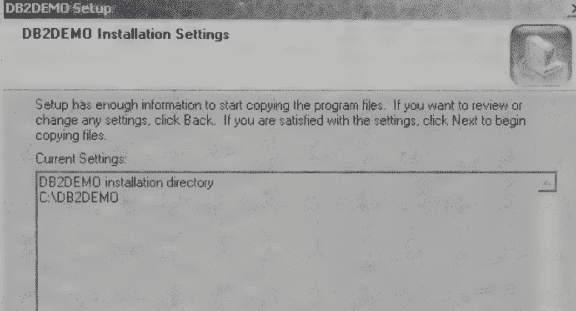 DB2DEMO Setup
DB2DEMO Installation Settings
Setup has enough information to start copying the program files. If you want to review or
change any settings, click Back. If you are satisfied with the settings, click Next to begin
copying files.
Current Settings:
DB2DEMO installation directory
C:\DB2DEMO